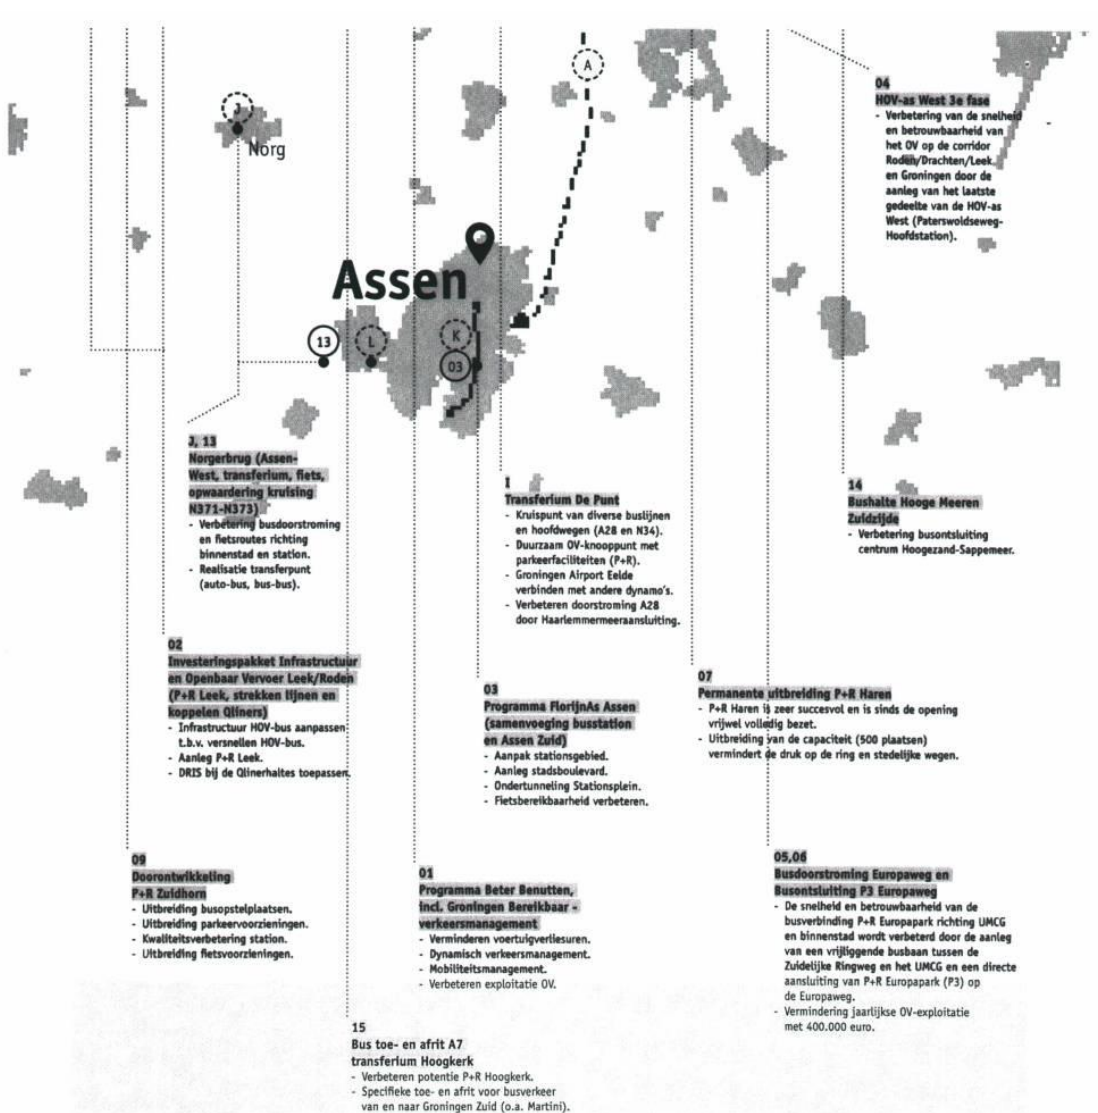 A
04
HOV-as West 3e fase
- Verbetering van de snelheid
en betrouwbaarheid van
het OV op de corridor
Roden/Drachten/Leek
en Groningen door de
aanleg van het laatste
gedeelte van de HOV-as
West (Paterswoldseweg-
Hoofdstation).
J
Norg
Assen
13
L
K
03
J, 13
Norgerbrug (Assen-
West, transferium, fiets,
opwaardering kruising
N371-N373)
- Verbetering busdoorstroming
en fietsroutes richting
binnenstad en station.
- Realisatie transferpunt
(auto-bus, bus-bus).
I
Transferium De Punt
- Kruispunt van diverse buslijnen
en hoofdwegen (A28 en N34).
- Duurzaam OV-knooppunt met
parkeerfaciliteiten (P+R).
- Groningen Airport Eelde
verbinden met andere dynamo's.
- Verbeteren doorstroming A28
door Haarlemmermeeraansluiting.
14
Bushalte Hooge Meeren
Zuidzijde
- Verbetering busontsluiting
centrum Hoogezand-Sappemeer.
02
Investeringspakket Infrastructuur
en Openbaar Vervoer Leek/Roden
(P+R Leek, strekken lijnen en
koppelen Qliners)
- Infrastructuur HOV-bus aanpassen
t.b.v. versnellen HOV-bus.
- Aanleg P+R Leek.
- DRIS bij de Qlinerhaltes toepassen.
03
Programma FlorijnAs Assen
(samenvoeging busstation
en Assen Zuid)
- Aanpak stationsgebied.
- Aanleg stadsboulevard.
- Ondertunneling Stationsplein.
- Fietsbereikbaarheid verbeteren.
07
Permanente uitbreiding P+R Haren
- P+R Haren is zeer succesvol en is sinds de opening
vrijwel volledig bezet.
- Uitbreiding van de capaciteit (500 plaatsen)
vermindert de druk op de ring en stedelijke wegen.
09
Doorontwikkeling
P+R Zuidhorn
- Uitbreiding busopstelplaatsen.
- Uitbreiding parkeervoorzieningen.
- Kwaliteitsverbetering station.
- Uitbreiding fietsvoorzieningen.
01
Programma Beter Benutten,
incl. Groningen Bereikbaar -
verkeersmanagement
- Verminderen voertuigverliesuren.
- Dynamisch verkeersmanagement.
- Mobiliteitsmanagement.
- Verbeteren exploitatie OV.
05,06
Busdoorstroming Europaweg en
Busontsluiting P3 Europaweg
- De snelheid en betrouwbaarheid van de
busverbinding P+R Europapark richting UMCG
en binnenstad wordt verbeterd door de aanleg
van een vrijliggende busbaan tussen de
Zuidelijke Ringweg en het UMCG en een directe
aansluiting van P+R Europapark (P3) op
de Europaweg.
- Vermindering jaarlijkse OV-exploitatie
met 400.000 euro.
15
Bus toe- en afrit A7
transferium Hoogkerk
- Verbeteren potentie P+R Hoogkerk.
- Specifieke toe- en afrit voor busverkeer
van en naar Groningen Zuid (o.a. Martini).